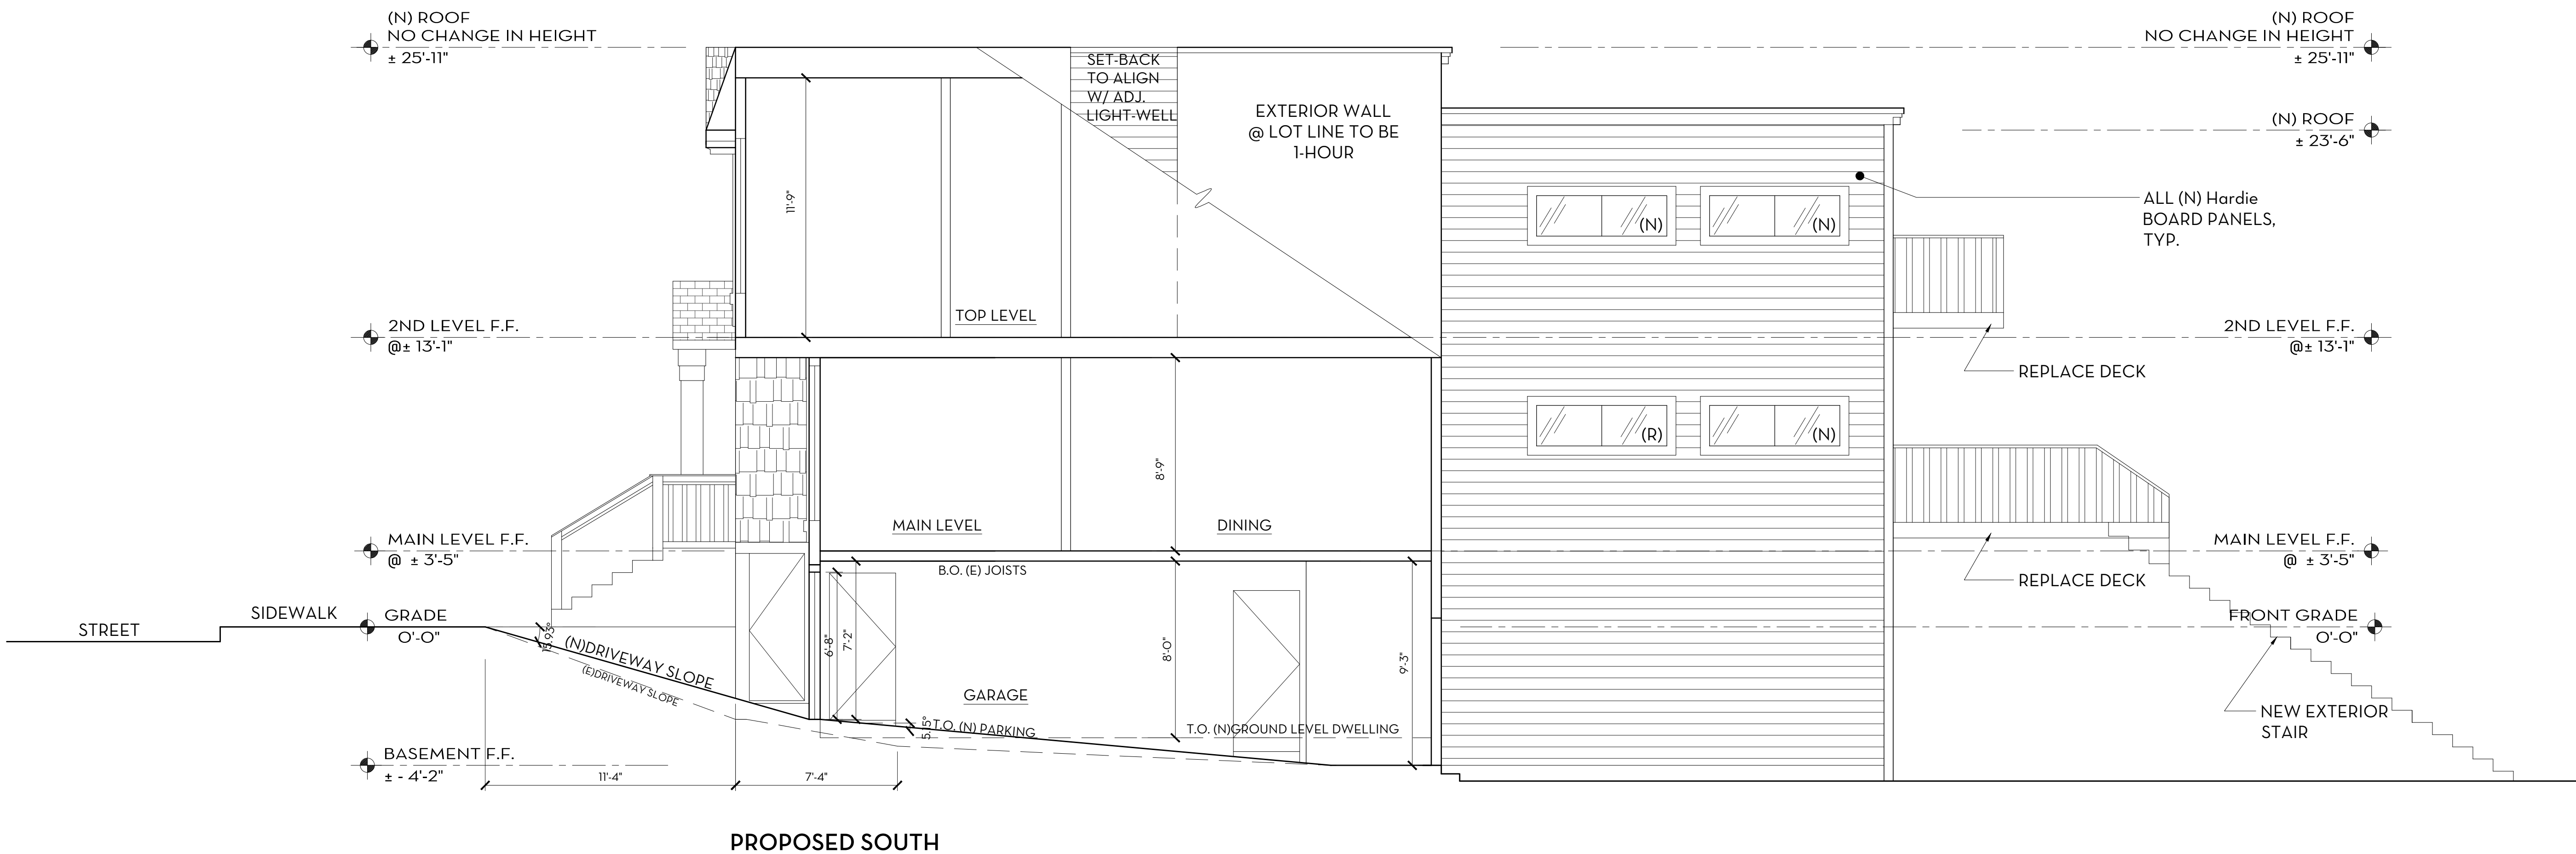 (N) ROOF
NO CHANGE IN HEIGHT
± 25'-11"
(N) ROOF
NO CHANGE IN HEIGHT
± 25'-11"
SET-BACK
TO ALIGN
W/ ADJ.
LIGHT-WELL
EXTERIOR WALL
@ LOT LINE TO BE
1-HOUR
(N) ROOF
± 23'-6"
11'-9"
(N)
(N)
ALL (N) Hardie
BOARD PANELS,
TYP.
TOP LEVEL
2ND LEVEL F.F.
@± 13'-1"
2ND LEVEL F.F.
@± 13'-1"
REPLACE DECK
(R)
(N)
8'-9"
MAIN LEVEL
DINING
MAIN LEVEL F.F.
@ ± 3'-5"
MAIN LEVEL F.F.
@ ± 3'-5"
B.O. (E) JOISTS
REPLACE DECK
STREET
SIDEWALK
GRADE
0'-0"
FRONT GRADE
0'-0"
15.93°
(N)DRIVEWAY SLOPE
(E)DRIVEWAY SLOPE
6'-8"
7'-2"
8'-0"
9'-3"
GARAGE
T.O. (N) PARKING
T.O. (N)GROUND LEVEL DWELLING
NEW EXTERIOR
STAIR
BASEMENT F.F.
± - 4'-2"
11'-4"
7'-4"
PROPOSED SOUTH